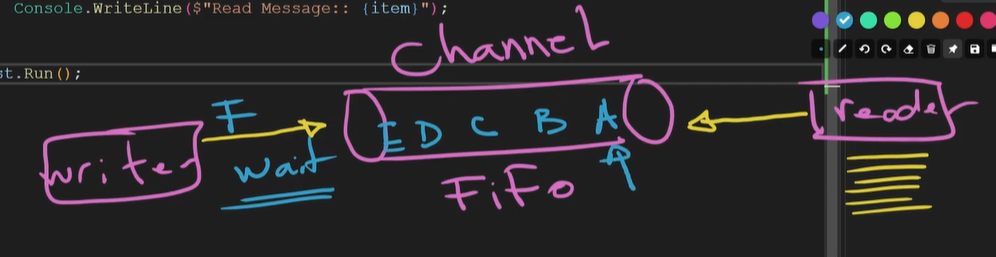 Console.WriteLine($"Read Message:: {item}");
Channel
st.Run();
F
E D C B A
reader
writer
wait
FiFo